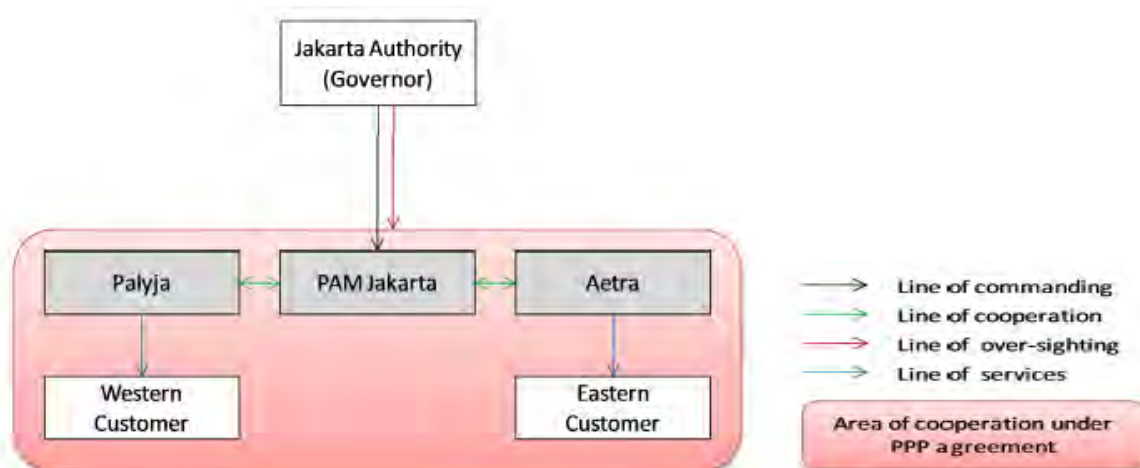 Jakarta Authority
(Governor)
Palyja
PAM Jakarta
Aetra
Western
Customer
Eastern
Customer
Line of commanding
Line of cooperation
Line of over-sighting
Line of services
Area of cooperation under
PPP agreement